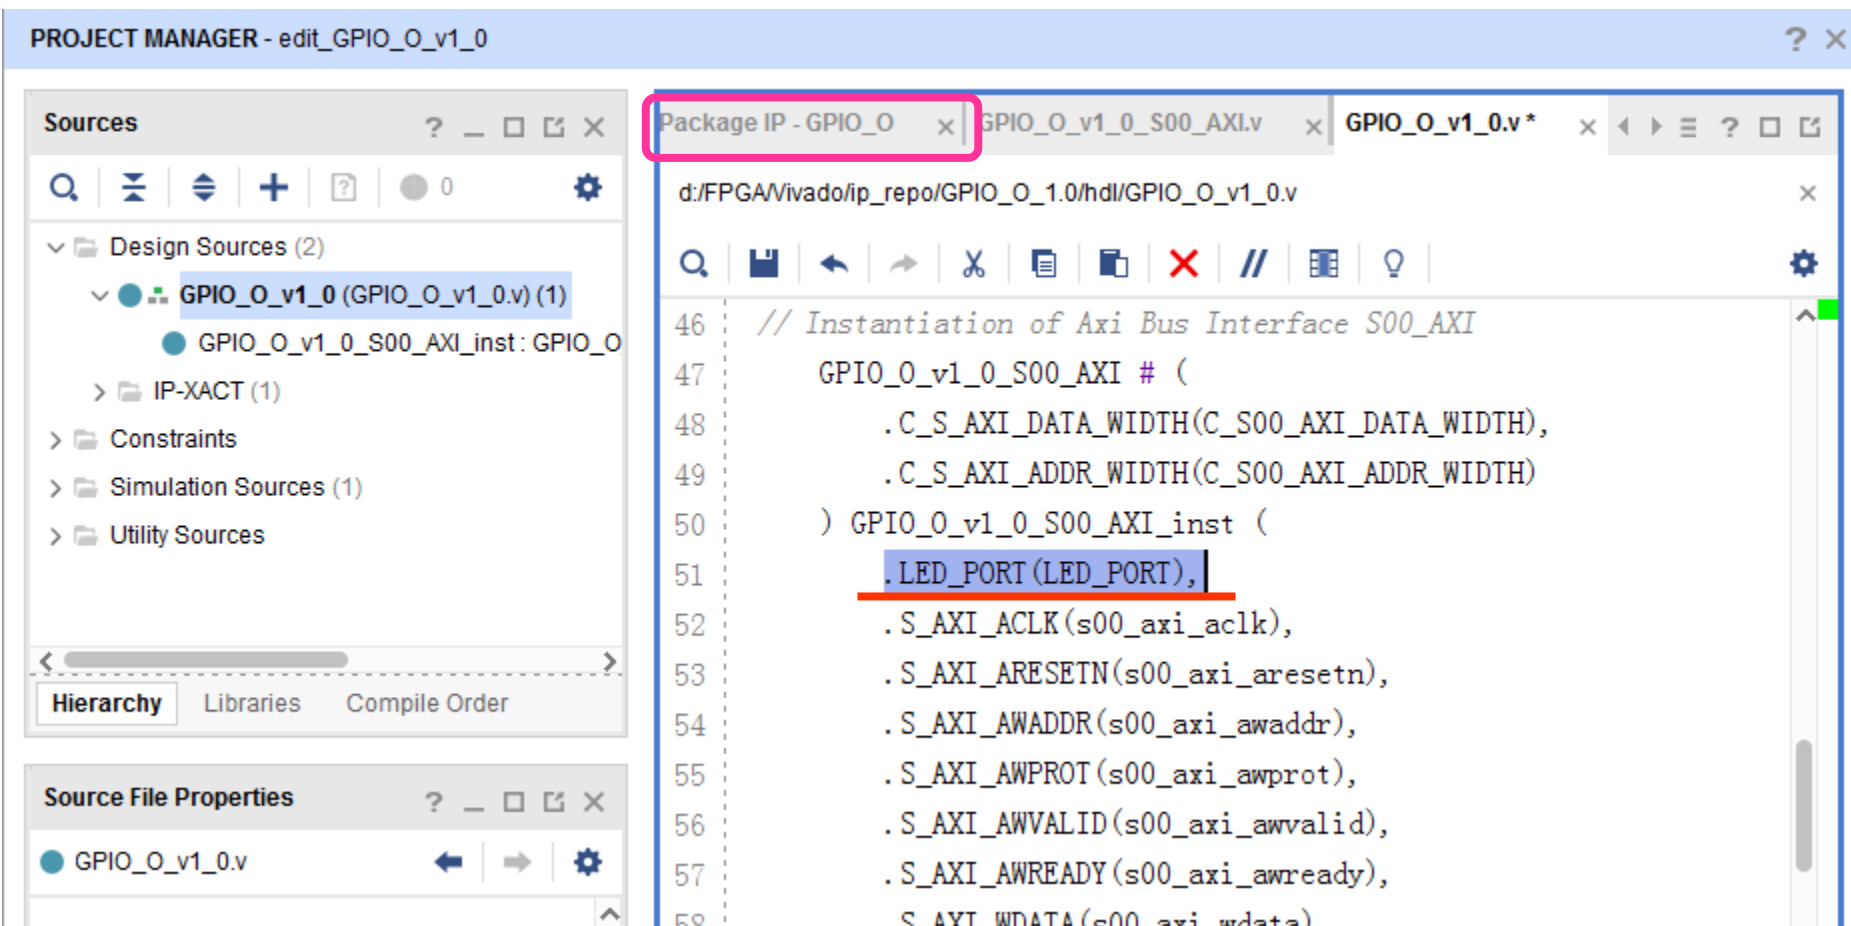 PROJECT MANAGER - edit_GPIO_O_v1_0
Sources
0
Design Sources (2)
GPIO_O_v1_0 (GPIO_O_v1_0.v) (1)
GPIO_O_v1_0_S00_AXI_inst : GPIO_O
IP-XACT (1)
Constraints
Simulation Sources (1)
Utility Sources
Hierarchy Libraries Compile Order
Source File Properties
GPIO_O_v1_0.v
Package IP - GPIO_O GPIO_O_v1_0_S00_AXI.v GPIO_O_v1_0.v *
d:/FPGA/Vivado/ip_repo/GPIO_O_1.0/hdl/GPIO_O_v1_0.v
46 // Instantiation of Axi Bus Interface S00_AXI
47 GPIO_O_v1_0_S00_AXI # (
48 .C_S_AXI_DATA_WIDTH(C_S00_AXI_DATA_WIDTH),
49 .C_S_AXI_ADDR_WIDTH(C_S00_AXI_ADDR_WIDTH)
50 ) GPIO_O_v1_0_S00_AXI_inst (
51 .LED_PORT(LED_PORT),
52 .S_AXI_ACLK(s00_axi_aclk),
53 .S_AXI_ARESETN(s00_axi_aresetn),
54 .S_AXI_AWADDR(s00_axi_awaddr),
55 .S_AXI_AWPROT(s00_axi_awprot),
56 .S_AXI_AWVALID(s00_axi_awvalid),
57 .S_AXI_AWREADY(s00_axi_awready),
58 .S_AXI_WDATA(s00_axi_wdata)